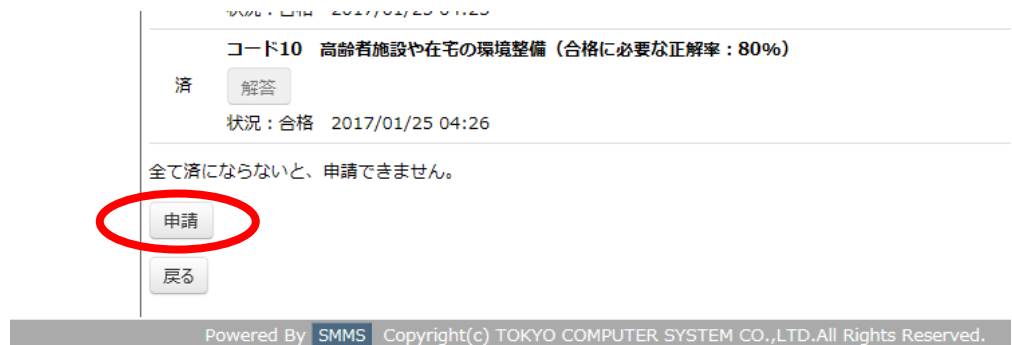 コード10 高齢者施設や在宅の環境整備（合格に必要な正解率：80%）
済 解答
状況：合格 2017/01/25 04:26
全て済にならないと、申請できません。
申請
戻る
Powered By SMMS Copyright(c) TOKYO COMPUTER SYSTEM CO.,LTD.All Rights Reserved.